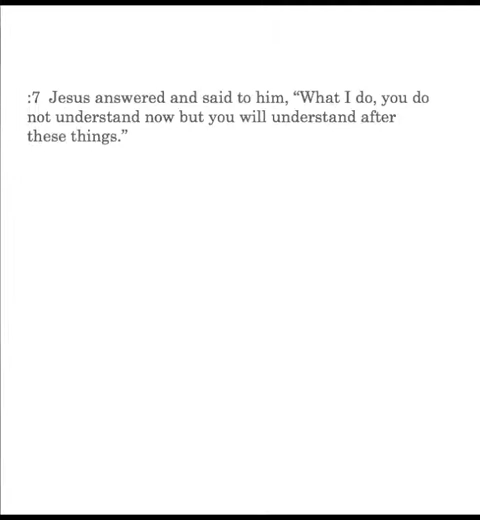 :7 Jesus answered and said to him, “What I do, you do
not understand now but you will understand after
these things.”